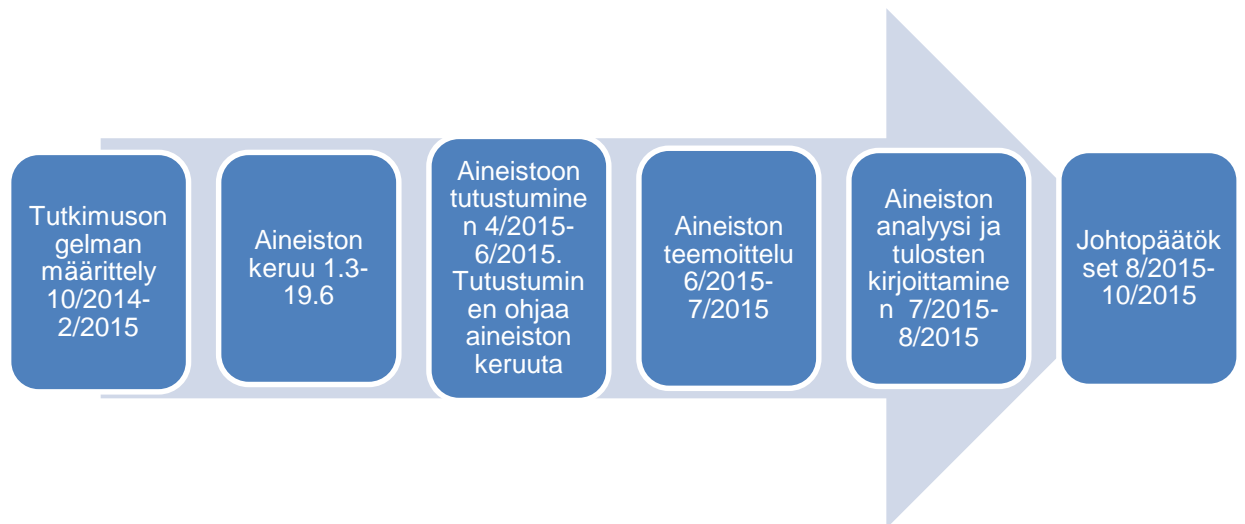 Tutkimuson
gelman
määrittely
10/2014-
2/2015
Aineiston
keruu 1.3-
19.6
Aineistoon
tutustumine
n 4/2015-
6/2015.
Tutustumin
en ohjaa
aineiston
keruuta
Aineiston
teemoittelu
6/2015-
7/2015
Aineiston
analyysi ja
tulosten
kirjoittamine
n 7/2015-
8/2015
Johtopäätök
set 8/2015-
10/2015